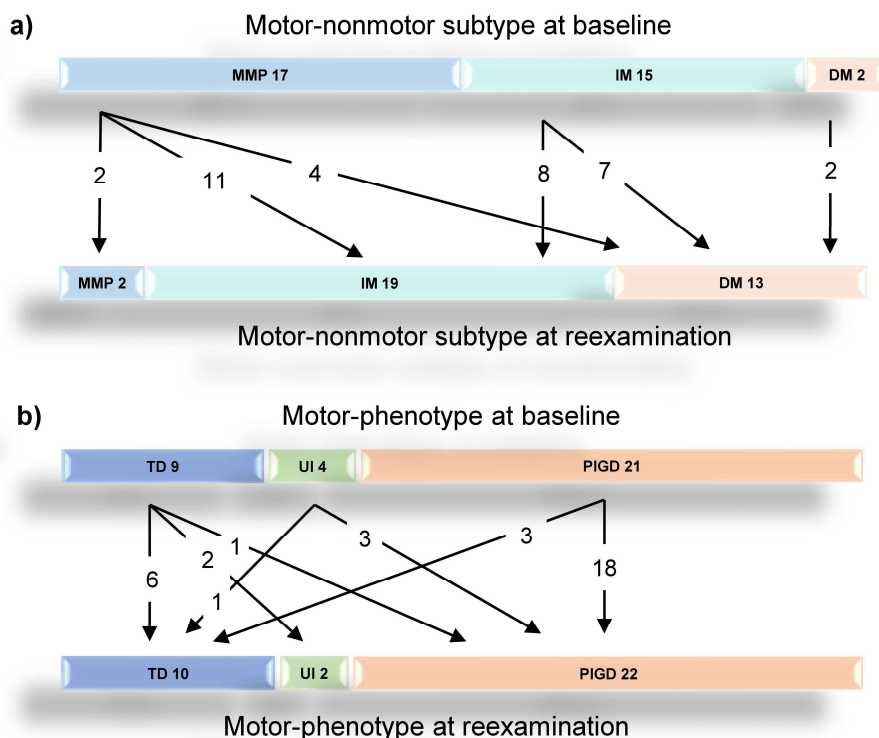 a)
Motor-nonmotor subtype at baseline
MMP 17 IM 15 DM 2
2 11 4 8 7 2
MMP 2 IM 19 DM 13
Motor-nonmotor subtype at reexamination
b)
Motor-phenotype at baseline
TD 9 UI 4 PIGD 21
6 2 1 1 3 3 18
TD 10 UI 2 PIGD 22
Motor-phenotype at reexamination